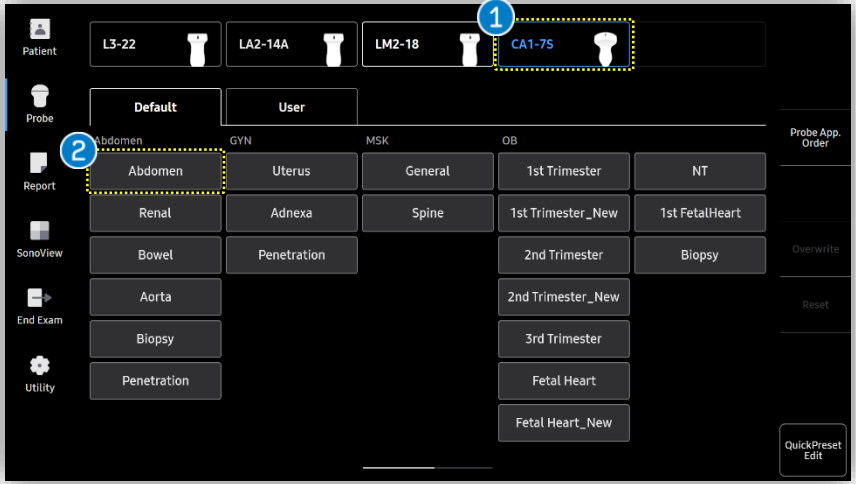 1
Patient
Probe
Report
SonoView
End Exam
Utility
L3-22
LA2-14A
LM2-18
CA1-7S
Default
User
2
Abdomen
GYN
MSK
OB
Abdomen
Uterus
General
1st Trimester
NT
Renal
Adnexa
Spine
1st Trimester_New
1st FetalHeart
Bowel
Penetration
2nd Trimester
Biopsy
Aorta
2nd Trimester_New
Biopsy
3rd Trimester
Penetration
Fetal Heart
Fetal Heart_New
Probe App.
Order
Overwrite
Reset
QuickPreset
Edit